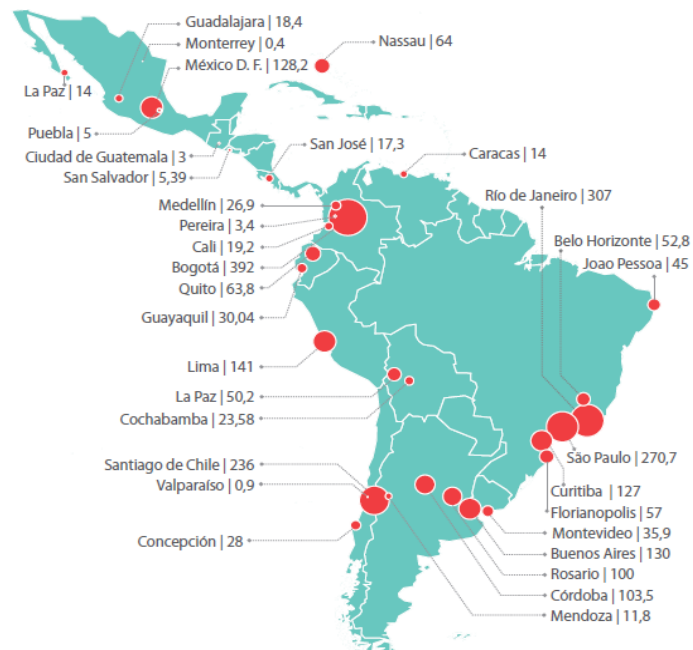 Guadalajara | 18,4
Monterrey | 0,4
México D. F. | 128,2
Nassau | 64
La Paz | 14
Puebla | 5
Ciudad de Guatemala | 3
San Salvador | 5,39
San José | 17,3
Caracas | 14
Río de Janeiro | 307
Belo Horizonte | 52,8
Joao Pessoa | 45
Medellín | 26,9
Pereira | 3,4
Cali | 19,2
Bogotá | 392
Quito | 63,8
Guayaquil | 30,04
Lima | 141
La Paz | 50,2
Cochabamba | 23,58
Santiago de Chile | 236
Valparaíso | 0,9
Concepción | 28
São Paulo | 270,7
Curitiba | 127
Florianopolis | 57
Montevideo | 35,9
Buenos Aires | 130
Rosario | 100
Córdoba | 103,5
Mendoza | 11,8